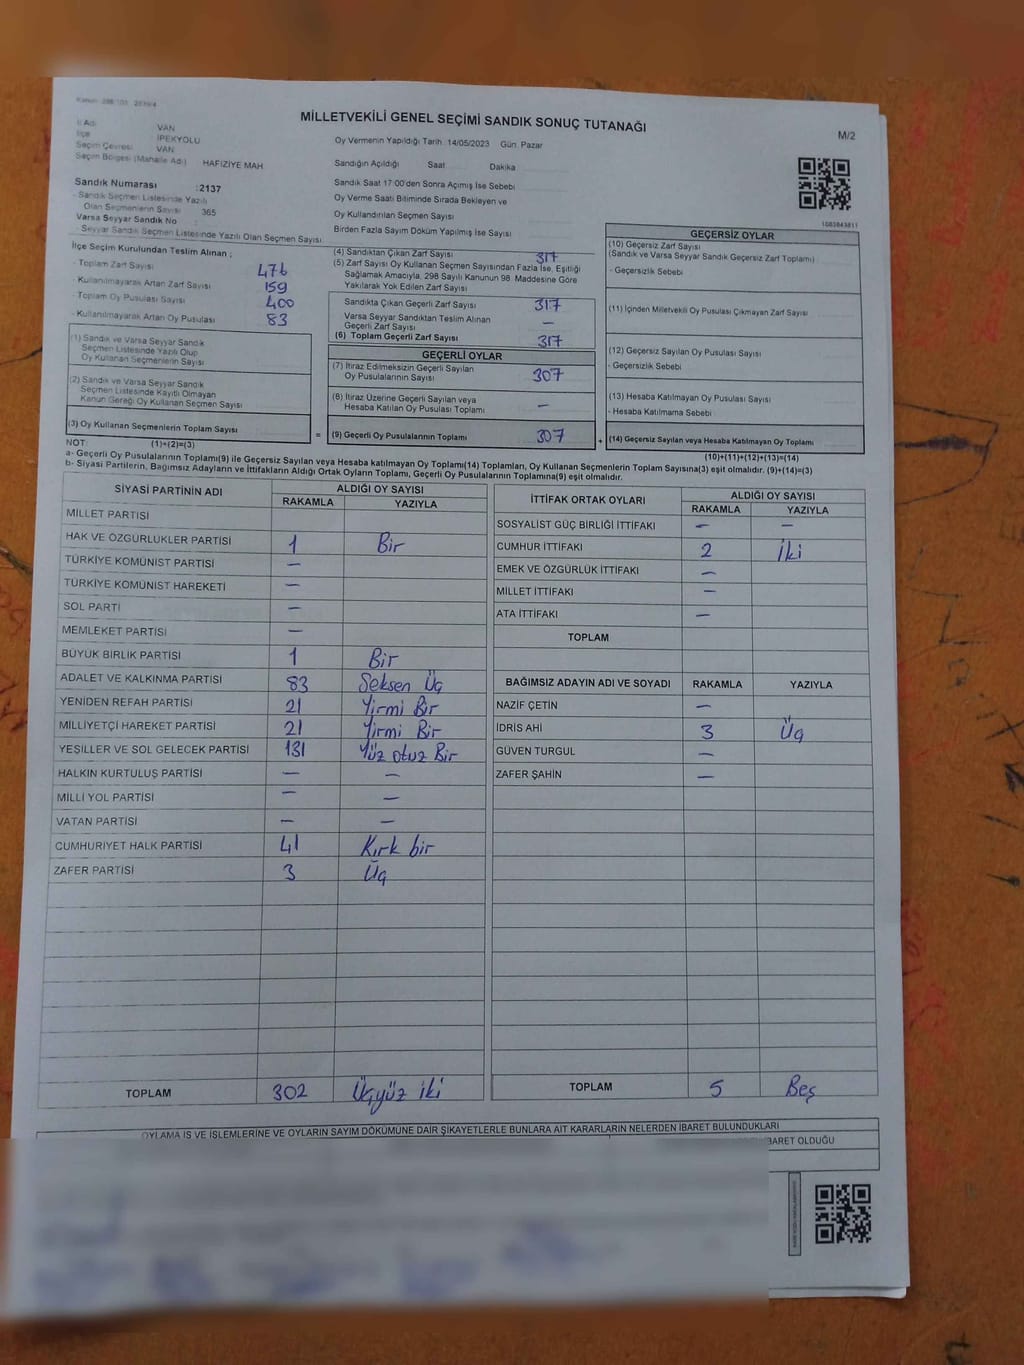 Kanun: 298/101 2839/4
MİLLETVEKİLİ GENEL SEÇİMİ SANDIK SONUÇ TUTANAĞI
M/2
İl Adı VAN
İlçe İPEKYOLU
Seçim Çevresi VAN
Seçim Bölgesi (Mahalle Adı) HAFIZIYE MAH
Sandık Numarası :2137
- Sandık Seçmen Listesinde Yazılı
Olan Seçmenlerin Sayısı 365
Varsa Seyyar Sandık No :
- Seyyar Sandık Seçmen Listesinde Yazılı Olan Seçmen Sayısı:
Oy Vermenin Yapıldığı Tarih: 14/05/2023 Gün: Pazar
Sandığın Açıldığı Saat Dakika
Sandık Saat 17:00'den Sonra Açımış İse Sebebi
Oy Verme Saati Bitiminde Sırada Bekleyen ve
Oy Kullandırılan Seçmen Sayısı
Birden Fazla Sayım Döküm Yapılmış İse Sayısı
1083843811
İlçe Seçim Kurulundan Teslim Alınan ;
- Toplam Zarf Sayısı 476
- Kullanılmayarak Artan Zarf Sayısı 159
- Toplam Oy Pusulası Sayısı 400
- Kullanılmayarak Artan Oy Pusulası 83
(1) Sandık ve Varsa Seyyar Sandık
Seçmen Listesinde Yazılı Olup
Oy Kullanan Seçmenlerin Sayısı
(2) Sandık ve Varsa Seyyar Sandık
Seçmen Listesinde Kayıtlı Olmayan
Kanun Gereği Oy Kullanan Seçmen Sayısı
(3) Oy Kullanan Seçmenlerin Toplam Sayısı
(4) Sandıktan Çıkan Zarf Sayısı 317
(5) Zarf Sayısı Oy Kullanan Seçmen Sayısından Fazla İse, Eşitliği
Sağlamak Amacıyla, 298 Sayılı Kanunun 98. Maddesine Göre
Yakılarak Yok Edilen Zarf Sayısı
Sandıkta Çıkan Geçerli Zarf Sayısı 317
Varsa Seyyar Sandıktan Teslim Alınan
Geçerli Zarf Sayısı —
(6) Toplam Geçerli Zarf Sayısı 317
GEÇERLİ OYLAR
(7) İtiraz Edilmeksizin Geçerli Sayılan
Oy Pusulalarının Sayısı 307
(8) İtiraz Üzerine Geçerli Sayılan veya
Hesaba Katılan Oy Pusulası Toplamı —
= (9) Geçerli Oy Pusulalarının Toplamı 307 +
GEÇERSİZ OYLAR
(10) Geçersiz Zarf Sayısı
(Sandık ve Varsa Seyyar Sandık Geçersiz Zarf Toplamı)
- Geçersizlik Sebebi
(11) İçinden Milletvekili Oy Pusulası Çıkmayan Zarf Sayısı
(12) Geçersiz Sayılan Oy Pusulası Sayısı
- Geçersizlik Sebebi
(13) Hesaba Katılmayan Oy Pusulası Sayısı
- Hesaba Katılmama Sebebi
(14) Geçersiz Sayılan veya Hesaba Katılmayan Oy Toplamı
NOT: (1)+(2)=(3)
(10)+(11)+(12)+(13)=(14)
a- Geçerli Oy Pusulalarının Toplamı(9) ile Geçersiz Sayılan veya Hesaba katılmayan Oy Toplamı(14) Toplamları, Oy Kullanan Seçmenlerin Toplam Sayısına(3) eşit olmalıdır. (9)+(14)=(3)
b- Siyasi Partilerin, Bağımsız Adayların ve İttifakların Aldığı Ortak Oyların Toplamı, Geçerli Oy Pusulalarının Toplamına(9) eşit olmalıdır.
SİYASİ PARTİNİN ADI ALDIĞI OY SAYISI
RAKAMLA YAZIYLA
MİLLET PARTİSİ
HAK VE ÖZGÜRLÜKLER PARTİSİ 1 Bir
TÜRKİYE KOMÜNİST PARTİSİ —
TÜRKİYE KOMÜNİST HAREKETİ —
SOL PARTİ —
MEMLEKET PARTİSİ —
BÜYÜK BİRLİK PARTİSİ 1 Bir
ADALET VE KALKINMA PARTİSİ 83 Seksen Üç
YENİDEN REFAH PARTİSİ 21 Yirmi Bir
MİLLİYETÇİ HAREKET PARTİSİ 21 Yirmi Bir
YEŞİLLER VE SOL GELECEK PARTİSİ 131 Yüz otuz Bir
HALKIN KURTULUŞ PARTİSİ — —
MİLLİ YOL PARTİSİ — —
VATAN PARTİSİ — —
CUMHURİYET HALK PARTİSİ 41 Kırk bir
ZAFER PARTİSİ 3 Üç
TOPLAM 302 Üçyüz iki
İTTİFAK ORTAK OYLARI ALDIĞI OY SAYISI
RAKAMLA YAZIYLA
SOSYALİST GÜÇ BİRLİĞİ İTTİFAKI — —
CUMHUR İTTİFAKI 2 İki
EMEK VE ÖZGÜRLÜK İTTİFAKI —
MİLLET İTTİFAKI —
ATA İTTİFAKI —
TOPLAM
BAĞIMSIZ ADAYIN ADI VE SOYADI RAKAMLA YAZIYLA
NAZİF ÇETİN —
İDRİS AHİ 3 Üç
GÜVEN TURGUL —
ZAFER ŞAHİN —
TOPLAM 5 Beş
OYLAMA İŞ VE İŞLEMLERİNE VE OYLARIN SAYIM DÖKÜMÜNE DAİR ŞİKAYETLERLE BUNLARA AİT KARARLARIN NELERDEN İBARET BULUNDUKLARI
İBARET OLDUĞU